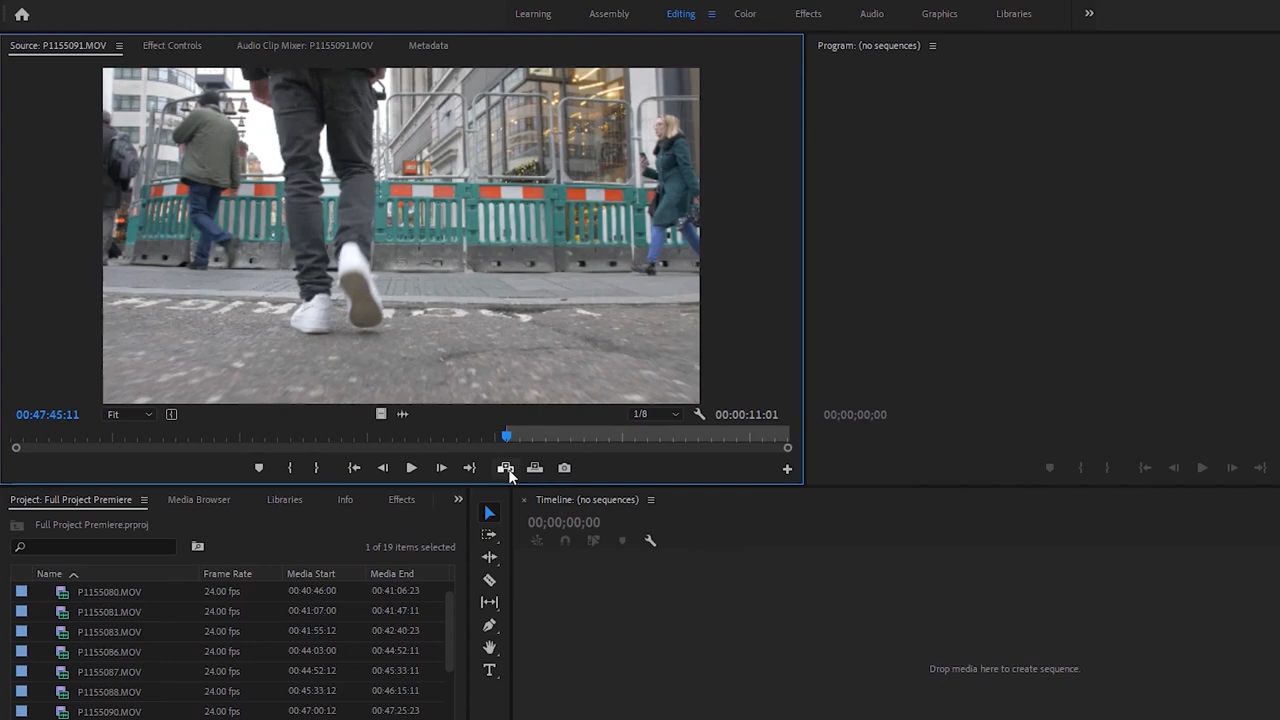 Learning Assembly Editing Color Effects Audio Graphics Libraries
Source: P1155091.MOV Effect Controls Audio Clip Mixer: P1155091.MOV Metadata
Program: (no sequences)
00:47:45:11 Fit 1/8 00:00:11:01
00;00;00;00
Project: Full Project Premiere Media Browser Libraries Info Effects
Full Project Premiere.prproj
1 of 19 items selected
Name Frame Rate Media Start Media End
P1155080.MOV 24.00 fps 00:40:46:00 00:41:06:23
P1155081.MOV 24.00 fps 00:41:07:00 00:41:47:11
P1155083.MOV 24.00 fps 00:41:55:12 00:42:40:23
P1155086.MOV 24.00 fps 00:44:03:00 00:44:52:11
P1155087.MOV 24.00 fps 00:44:52:12 00:45:33:11
P1155088.MOV 24.00 fps 00:45:33:12 00:46:15:11
P1155090.MOV 24.00 fps 00:47:00:12 00:47:25:23
Timeline: (no sequences)
00;00;00;00
Drop media here to create sequence.